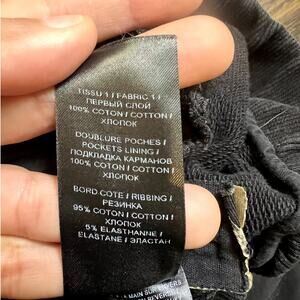 TISSU 1 / FABRIC 1 /
ПЕРВЫЙ СЛОЙ
100% COTON / COTTON /
ХЛОПОК
DOUBLURE POCHES /
POCKETS LINING /
ПОДКЛАДКА КАРМАНОВ
100% COTON / COTTON /
ХЛОПОК
BORD COTE / RIBBING /
РЕЗИНКА
95% COTON / COTTON /
ХЛОПОК
5% ELASTHANNE /
ELASTANE / ЭЛАСТАН